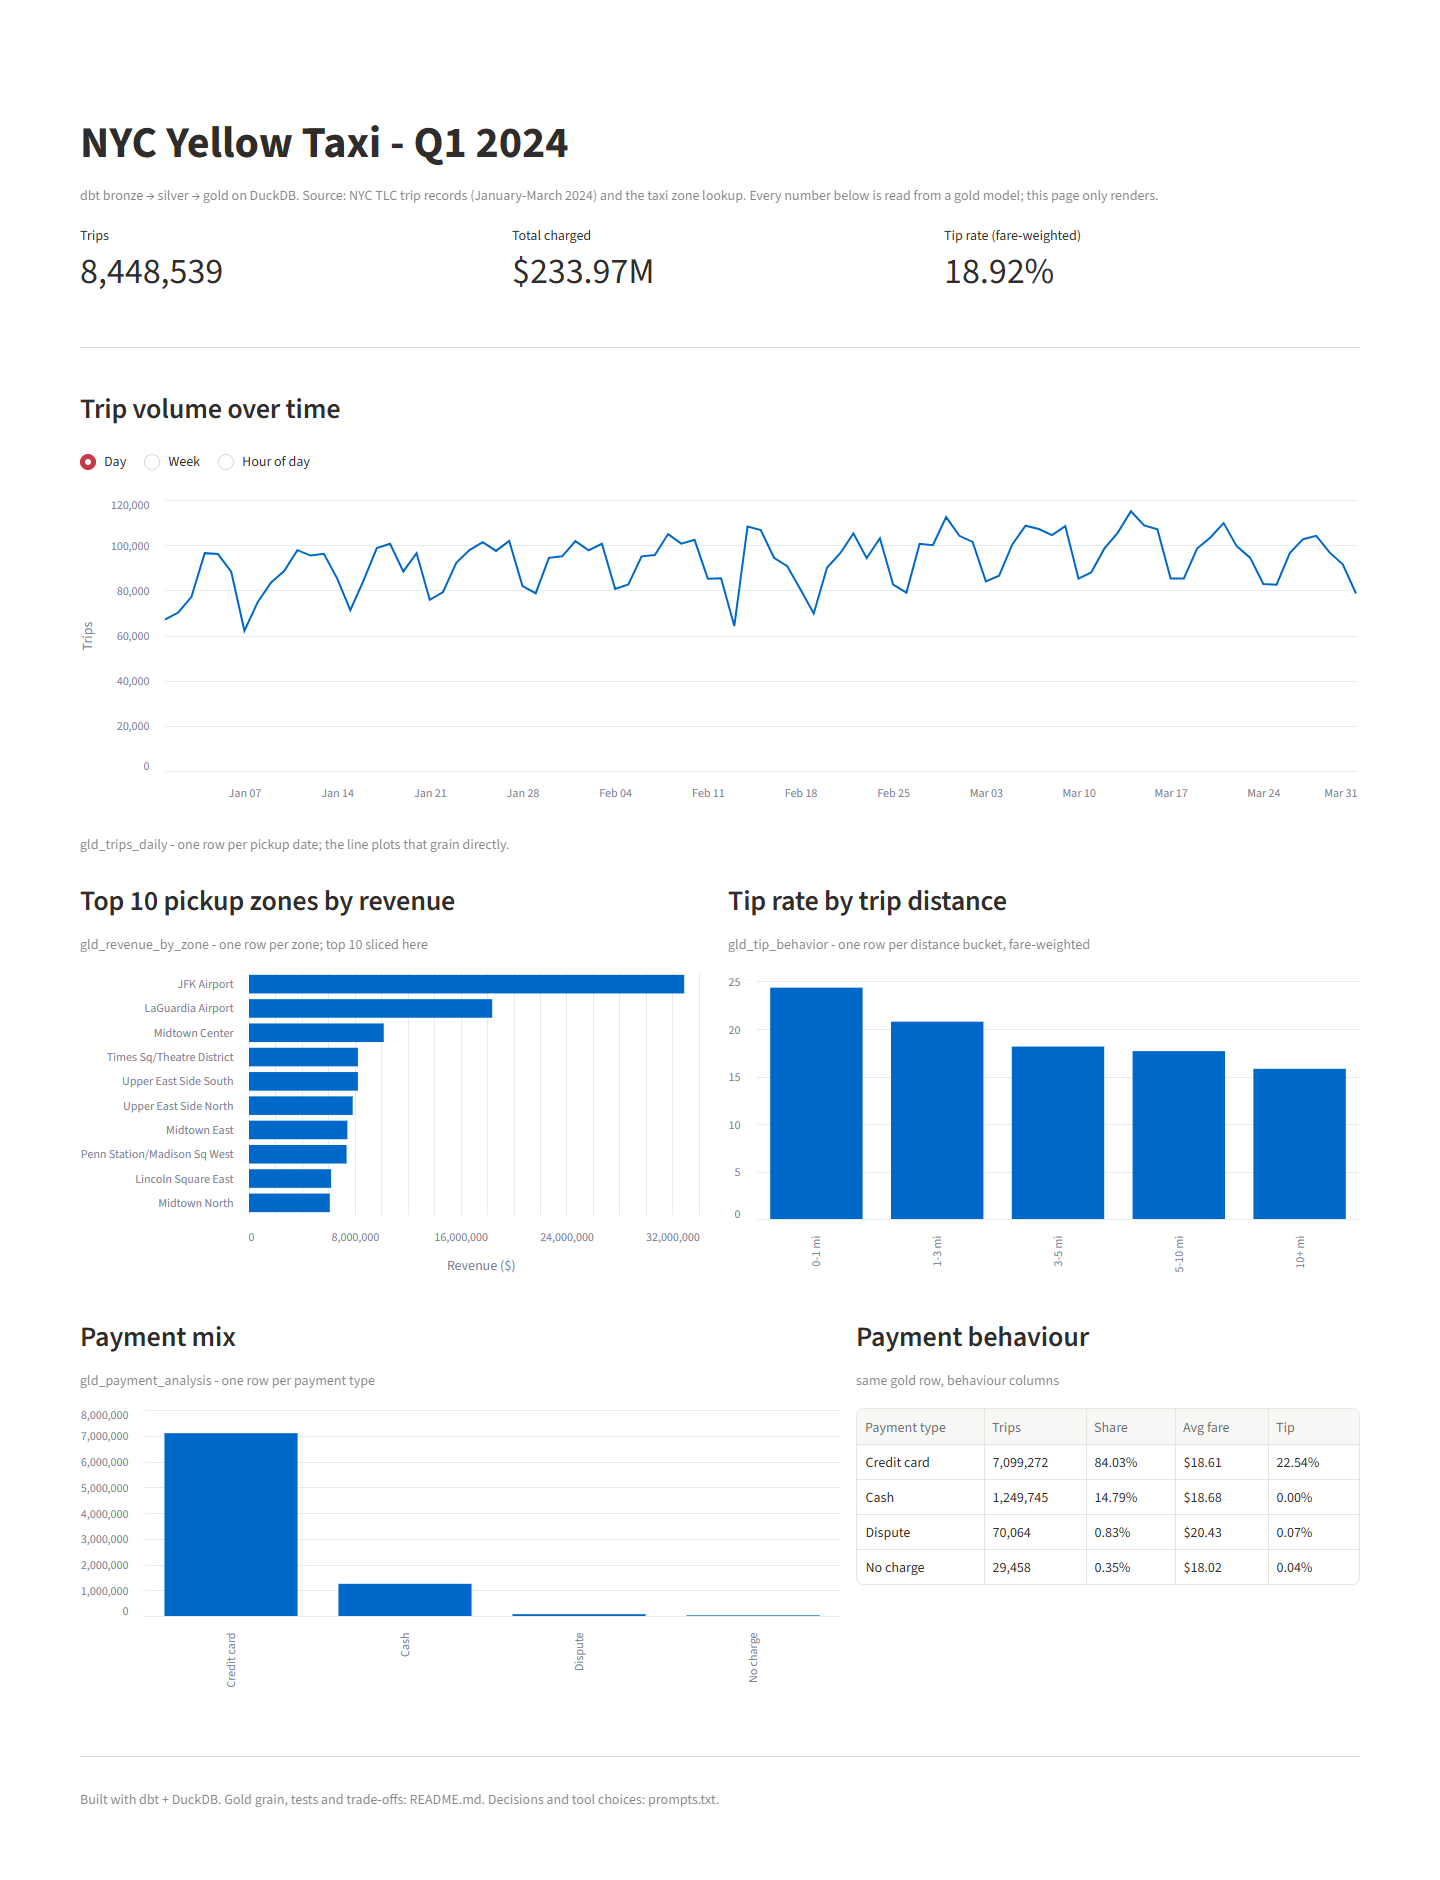 NYC Yellow Taxi - Q1 2024
dbt bronze → silver → gold on DuckDB. Source: NYC TLC trip records (January-March 2024) and the taxi zone lookup. Every number below is read from a gold model; this page only renders.
Trips
8,448,539
Total charged
$233.97M
Tip rate (fare-weighted)
18.92%
Trip volume over time
Day
Week
Hour of day
Trips
120,000
100,000
80,000
60,000
40,000
20,000
0
Jan 07
Jan 14
Jan 21
Jan 28
Feb 04
Feb 11
Feb 18
Feb 25
Mar 03
Mar 10
Mar 17
Mar 24
Mar 31
gld_trips_daily - one row per pickup date; the line plots that grain directly.
Top 10 pickup zones by revenue
gld_revenue_by_zone - one row per zone; top 10 sliced here
JFK Airport
LaGuardia Airport
Midtown Center
Times Sq/Theatre District
Upper East Side South
Upper East Side North
Midtown East
Penn Station/Madison Sq West
Lincoln Square East
Midtown North
0
8,000,000
16,000,000
24,000,000
32,000,000
Revenue ($)
Tip rate by trip distance
gld_tip_behavior - one row per distance bucket, fare-weighted
25
20
15
10
5
0
0-1 mi
1-3 mi
3-5 mi
5-10 mi
10+ mi
Payment mix
gld_payment_analysis - one row per payment type
8,000,000
7,000,000
6,000,000
5,000,000
4,000,000
3,000,000
2,000,000
1,000,000
0
Credit card
Cash
Dispute
No charge
Payment behaviour
same gold row, behaviour columns
Payment type Trips Share Avg fare Tip
Credit card 7,099,272 84.03% $18.61 22.54%
Cash 1,249,745 14.79% $18.68 0.00%
Dispute 70,064 0.83% $20.43 0.07%
No charge 29,458 0.35% $18.02 0.04%
Built with dbt + DuckDB. Gold grain, tests and trade-offs: README.md. Decisions and tool choices: prompts.txt.